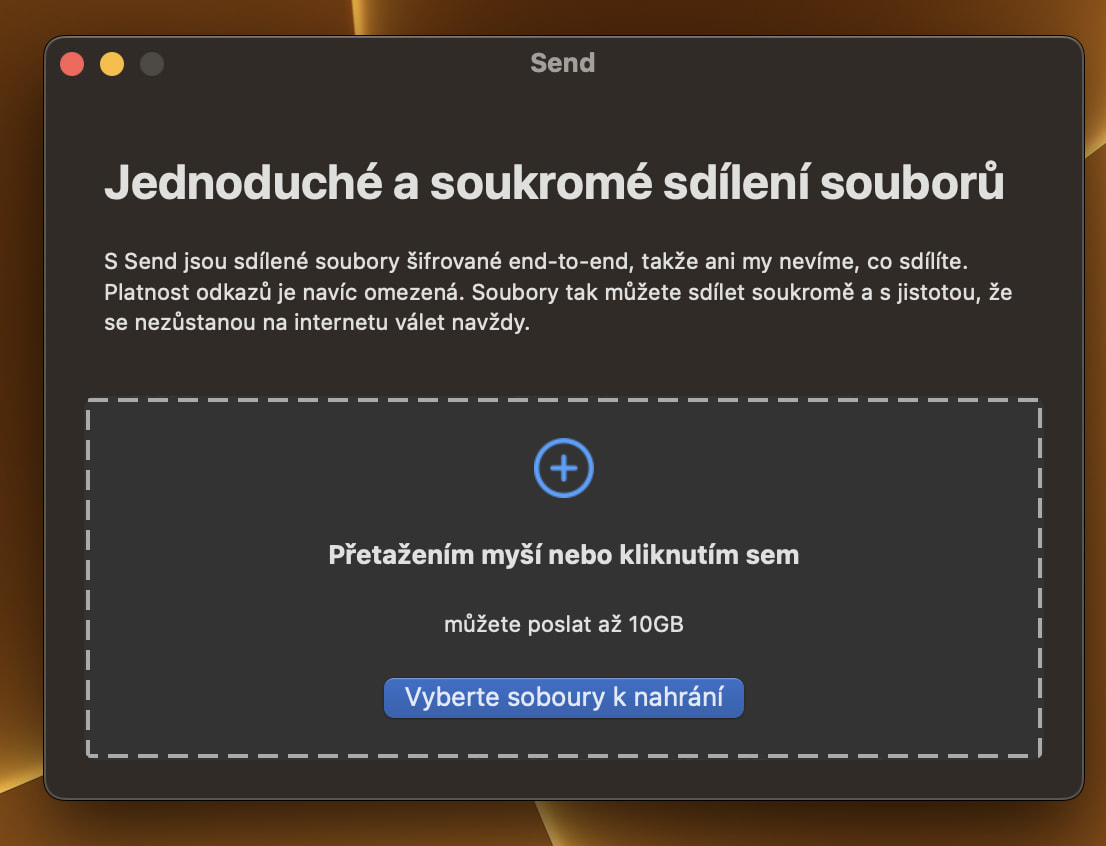 Send
Jednoduché a soukromé sdílení souborů
S Send jsou sdílené soubory šifrované end-to-end, takže ani my nevíme, co sdílíte.
Platnost odkazů je navíc omezená. Soubory tak můžete sdílet soukromě a s jistotou, že
se nezůstanou na internetu válet navždy.
Přetažením myší nebo kliknutím sem
můžete poslat až 10GB
Vyberte soboury k nahrání